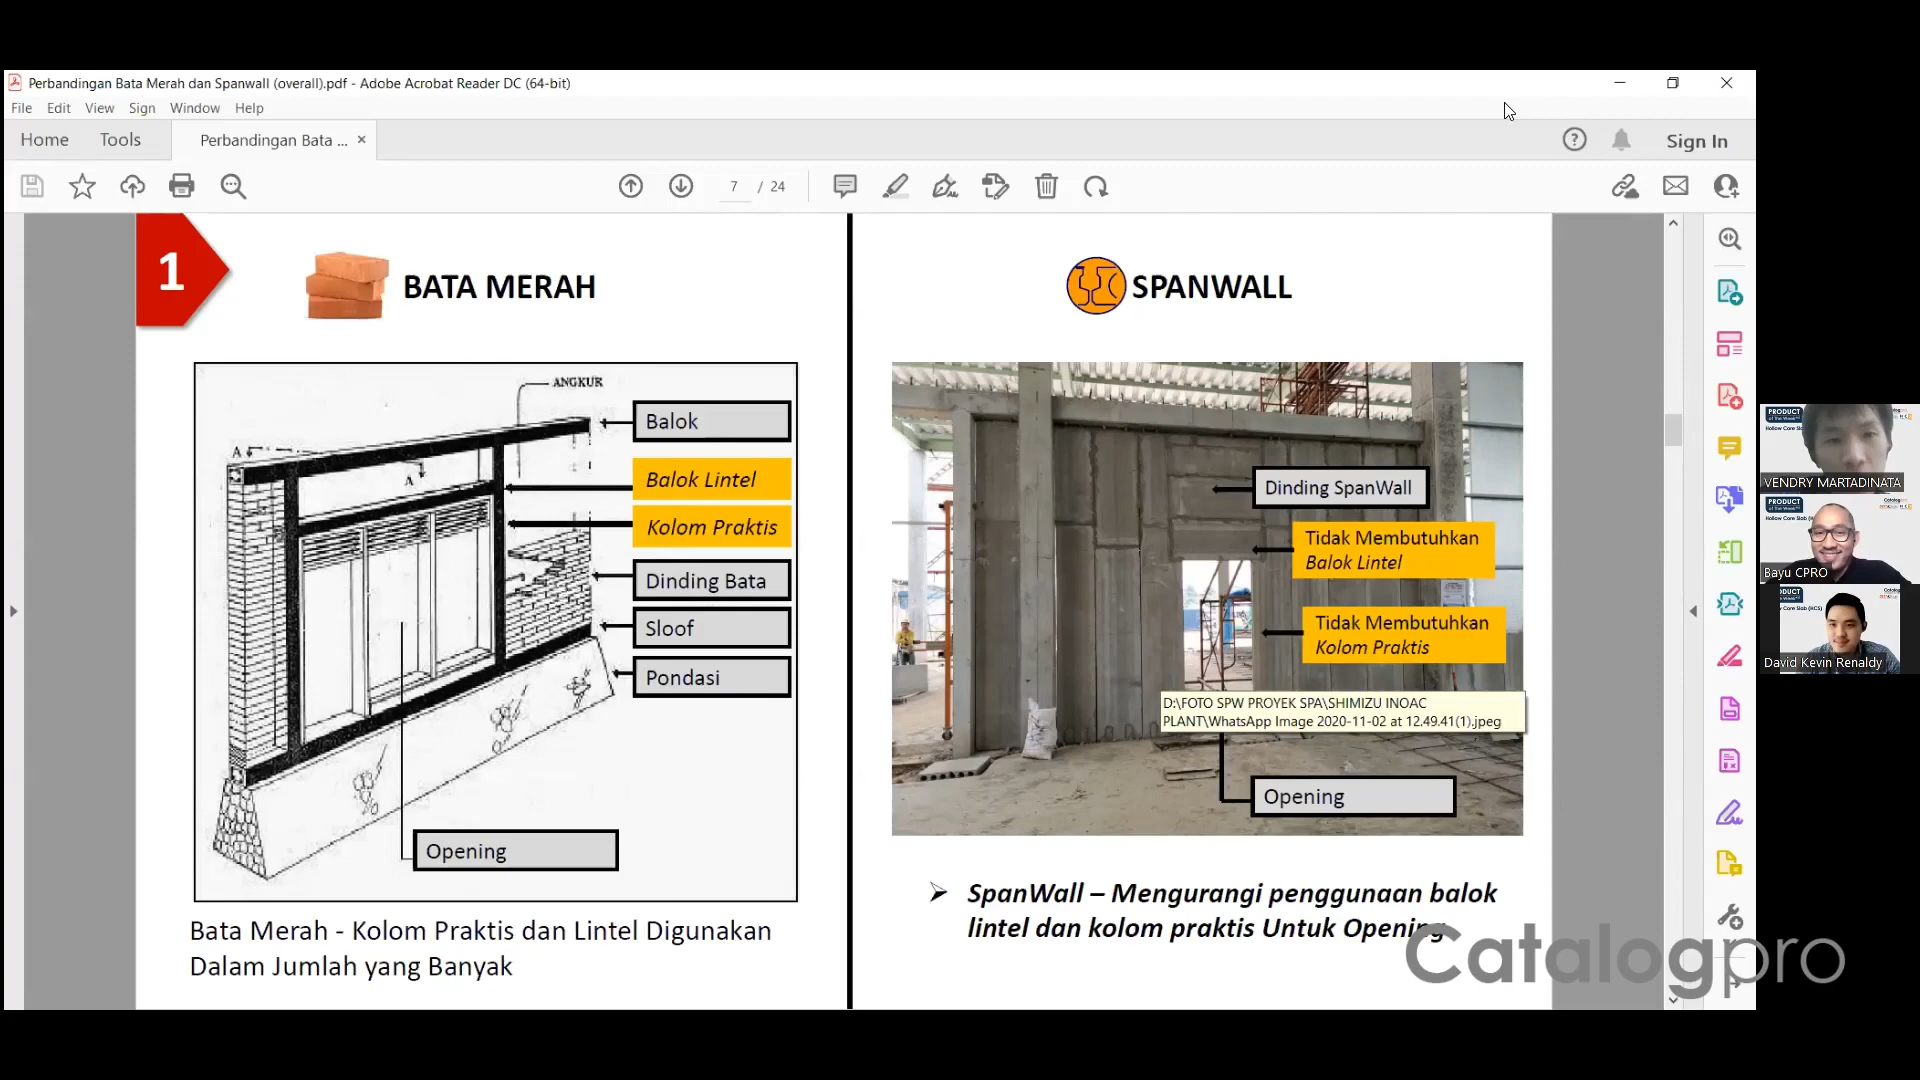 Perbandingan Bata Merah dan Spanwall (overall).pdf - Adobe Acrobat Reader DC (64-bit)
File Edit View Sign Window Help
Home Tools Perbandingan Bata ... ×
Sign In
7 / 24
1
BATA MERAH
ANGKUR
Balok
A
A
Balok Lintel
Kolom Praktis
Dinding Bata
Sloof
Pondasi
Opening
Bata Merah - Kolom Praktis dan Lintel Digunakan
Dalam Jumlah yang Banyak
SPANWALL
Dinding SpanWall
Tidak Membutuhkan
Balok Lintel
Tidak Membutuhkan
Kolom Praktis
D:\FOTO SPW PROYEK SPA\SHIMIZU INOAC
PLANT\WhatsApp Image 2020-11-02 at 12.49.41(1).jpeg
Opening
➢ SpanWall – Mengurangi penggunaan balok
lintel dan kolom praktis Untuk Opening
Catalogpro
PRODUCT
VENDRY MARTADINATA
PRODUCT
Bayu CPRO
David Kevin Renaldy